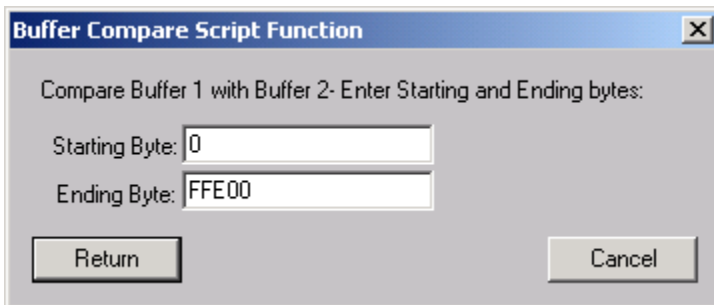 Buffer Compare Script Function
Compare Buffer 1 with Buffer 2- Enter Starting and Ending bytes:
Starting Byte: 0
Ending Byte: FFE00
Return Cancel